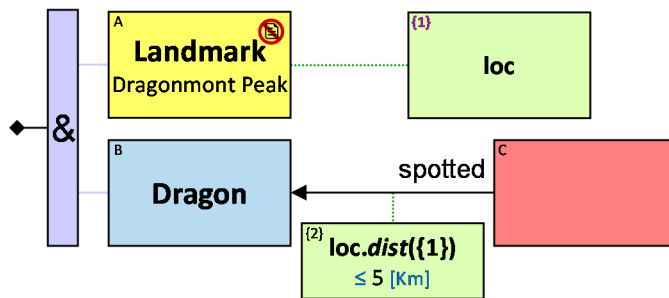 A
Landmark
Dragonmont Peak
{1}
loc
&
B
Dragon
spotted
C
{2}
loc.dist({1})
≤ 5 [Km]